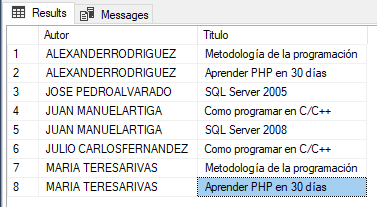 Results Messages
Autor Titulo
1 ALEXANDERRODRIGUEZ Metodología de la programación
2 ALEXANDERRODRIGUEZ Aprender PHP en 30 días
3 JOSE PEDROALVARADO SQL Server 2005
4 JUAN MANUELARTIGA Como programar en C/C++
5 JUAN MANUELARTIGA SQL Server 2008
6 JULIO CARLOSFERNANDEZ Como programar en C/C++
7 MARIA TERESARIVAS Metodología de la programación
8 MARIA TERESARIVAS Aprender PHP en 30 días